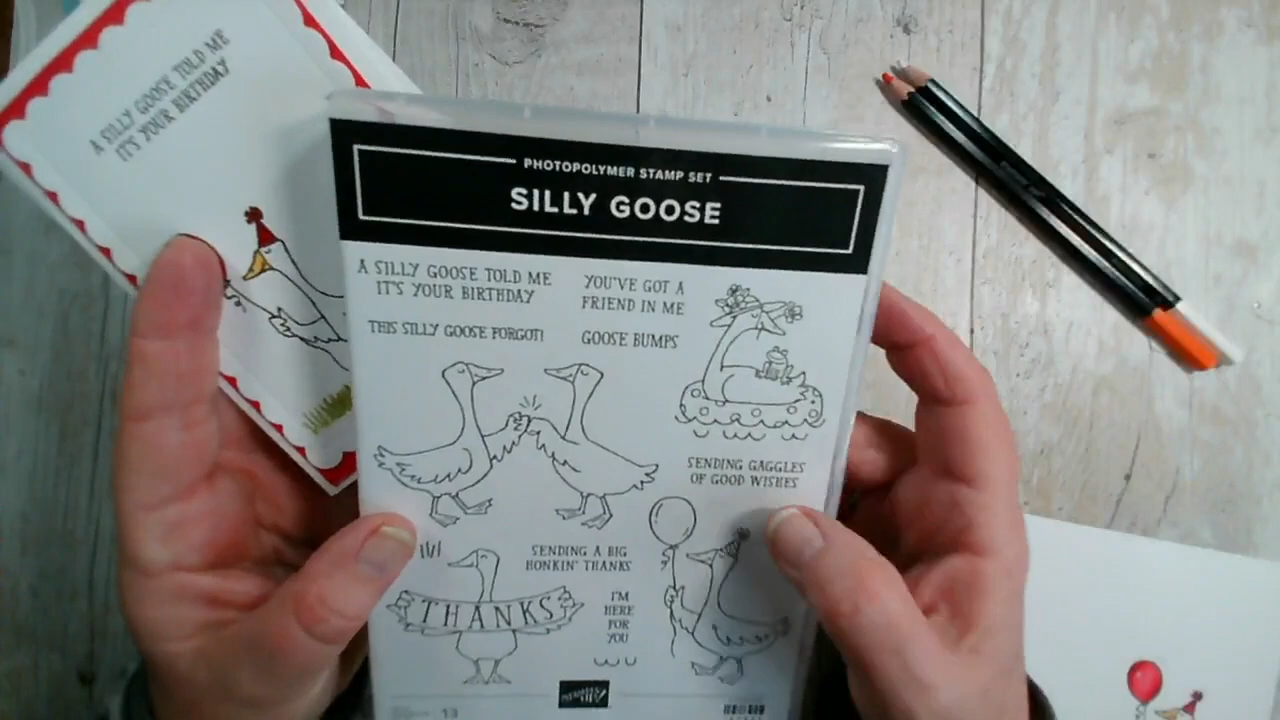 A SILLY GOOSE TOLD ME
IT'S YOUR BIRTHDAY
PHOTOPOLYMER STAMP SET
SILLY GOOSE
A SILLY GOOSE TOLD ME
IT'S YOUR BIRTHDAY
YOU'VE GOT A
FRIEND IN ME
THIS SILLY GOOSE FORGOT!
GOOSE BUMPS
SENDING GAGGLES
OF GOOD WISHES
SENDING A BIG
HONKIN' THANKS
THANKS
I'M
HERE
FOR
YOU
13